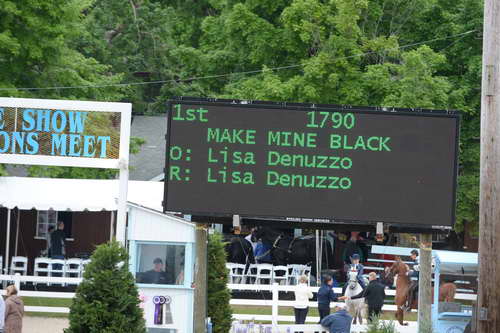 E SHOW
ONS MEET
1st 1790
MAKE MINE BLACK
O: Lisa Denuzzo
R: Lisa Denuzzo